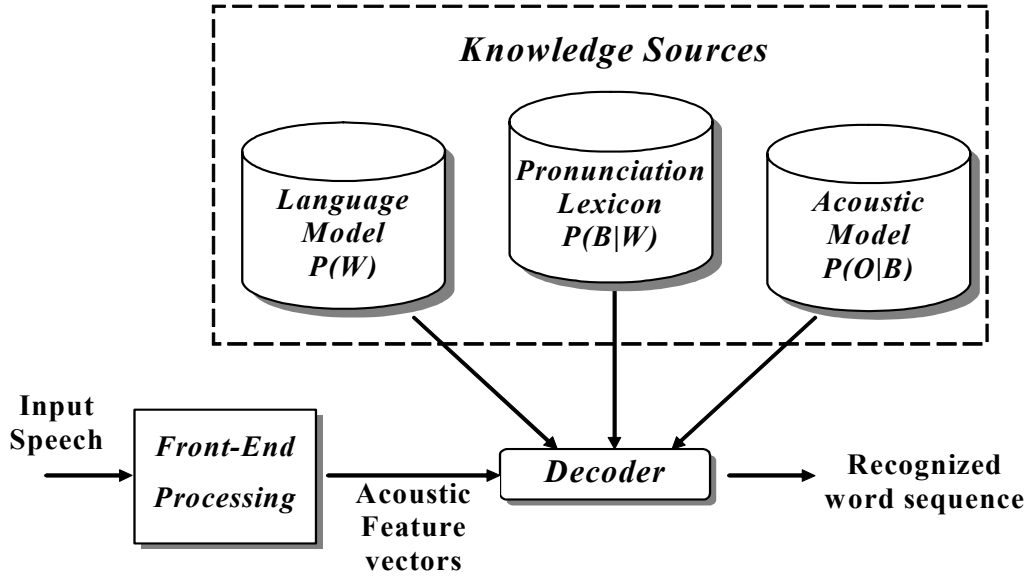 Knowledge Sources
Language
Model
P(W)
Pronunciation
Lexicon
P(B|W)
Acoustic
Model
P(O|B)
Input
Speech
Front-End
Processing
Acoustic
Feature
vectors
Decoder
Recognized
word sequence